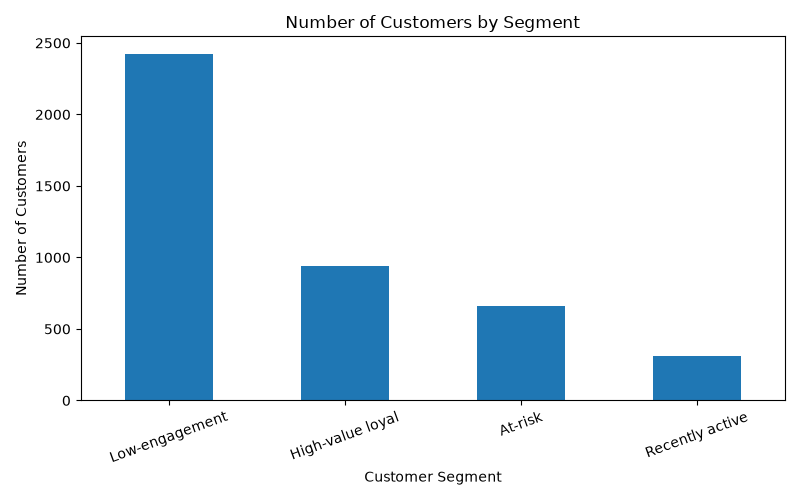 Number of Customers by Segment
Number of Customers
2500
2000
1500
1000
500
0
Low-engagement
High-value loyal
At-risk
Recently active
Customer Segment